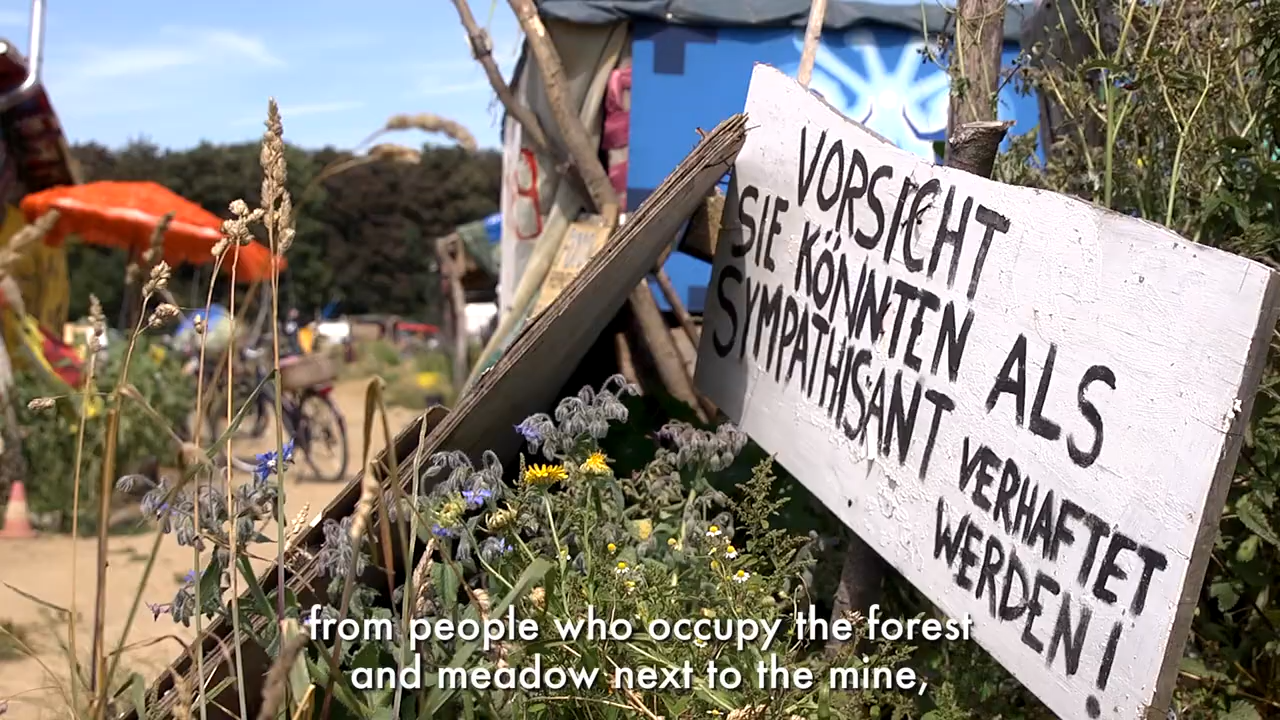 VORSICHT
SIE KÖNNTEN ALS
SYMPATHISANT VERHAFTET
WERDEN!
from people who occupy the forest
and meadow next to the mine,